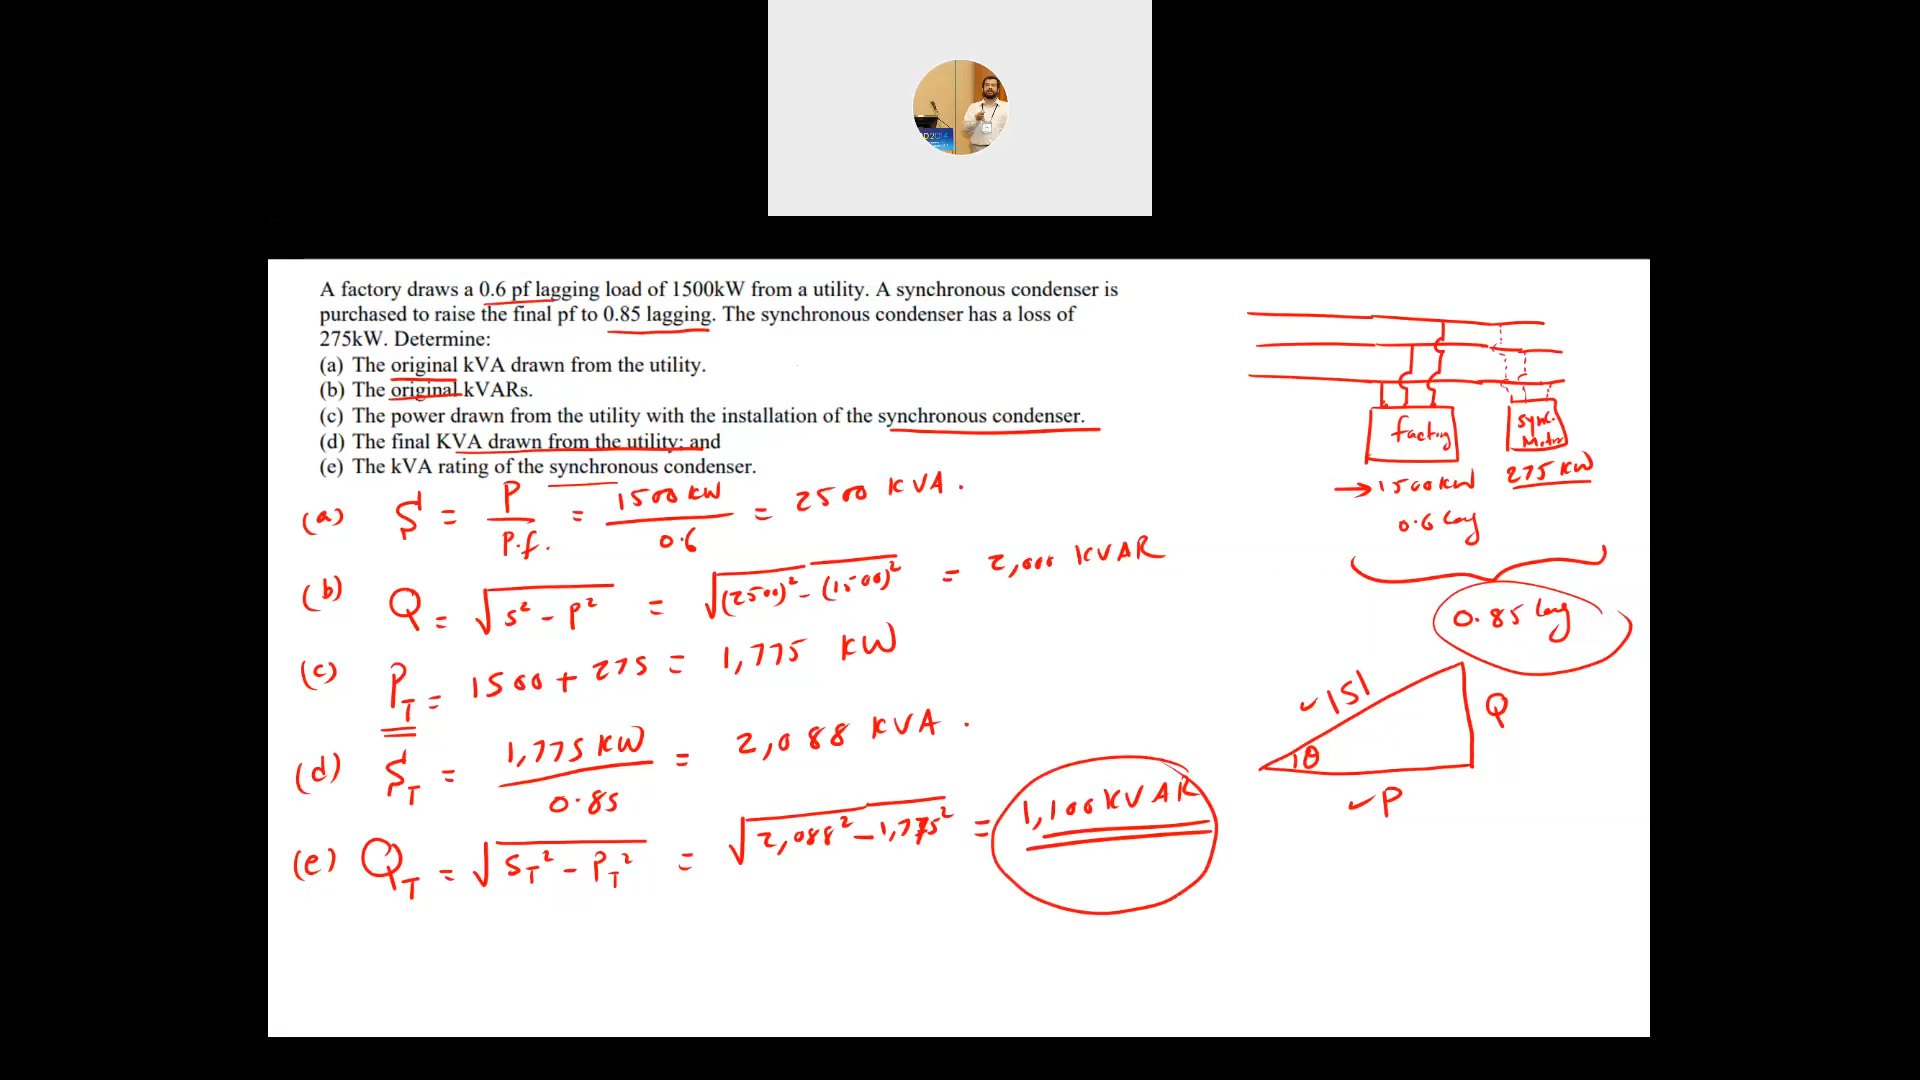 D2014
A factory draws a 0.6 pf lagging load of 1500kW from a utility. A synchronous condenser is
purchased to raise the final pf to 0.85 lagging. The synchronous condenser has a loss of
275kW. Determine:
(a) The original kVA drawn from the utility.
(b) The original kVARs.
(c) The power drawn from the utility with the installation of the synchronous condenser.
(d) The final KVA drawn from the utility; and
(e) The kVA rating of the synchronous condenser.
(a) S = P / P.f. = 1500 KW / 0.6 = 2500 KVA.
(b) Q = √(S² - P²) = √((2500)² - (1500)²) = 2,000 KVAR
(c) P_T = 1500 + 275 = 1,775 KW
(d) S_T = 1,775 KW / 0.85 = 2,088 KVA.
(e) Q_T = √(S_T² - P_T²) = √(2,088² - 1,775²) = 1,100 KVAR
factory
sync. Motor
→ 1500 KW
275 KW
0.6 lag
0.85 lag
✓|S|
Q
θ
✓P